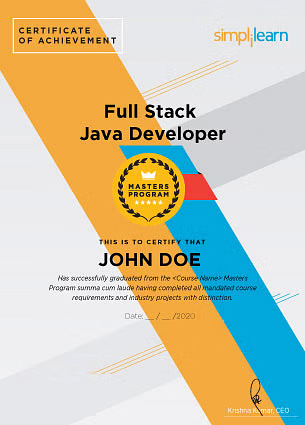 CERTIFICATE
OF ACHIEVEMENT
simplilearn
Full Stack
Java Developer
MASTERS
PROGRAM
THIS IS TO CERTIFY THAT
JOHN DOE
Has successfully graduated from the <Course Name> Masters
Program summa cum laude having completed all mandated course
requirements and industry projects with distinction.
Date: __ / __ /2020
Krishna Kumar, CEO